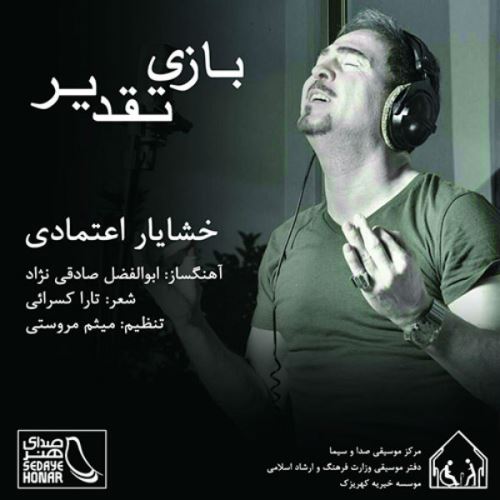 بازی
تقدیر
خشایار اعتمادی
آهنگساز: ابوالفضل صادقی نژاد
شعر: تارا کسرائی
تنظیم: میثم مروستی
صدای
هنر
SEDAYE
HONAR
مرکز موسیقی صدا و سیما
دفتر موسیقی وزارت فرهنگ و ارشاد اسلامی
موسسه خیریه کهریزک